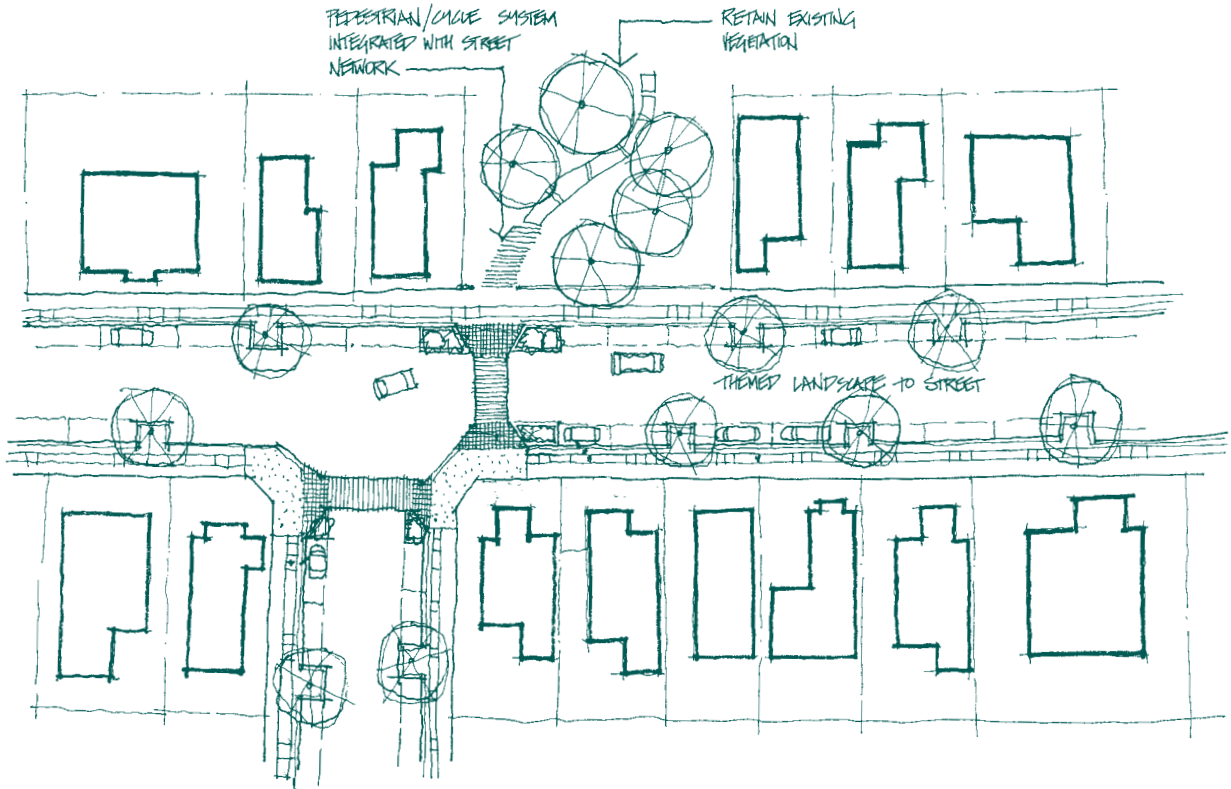 PEDESTRIAN/CYCLE SYSTEM
INTEGRATED WITH STREET
NETWORK
RETAIN EXISTING
VEGETATION
THEMED LANDSCAPE TO STREET